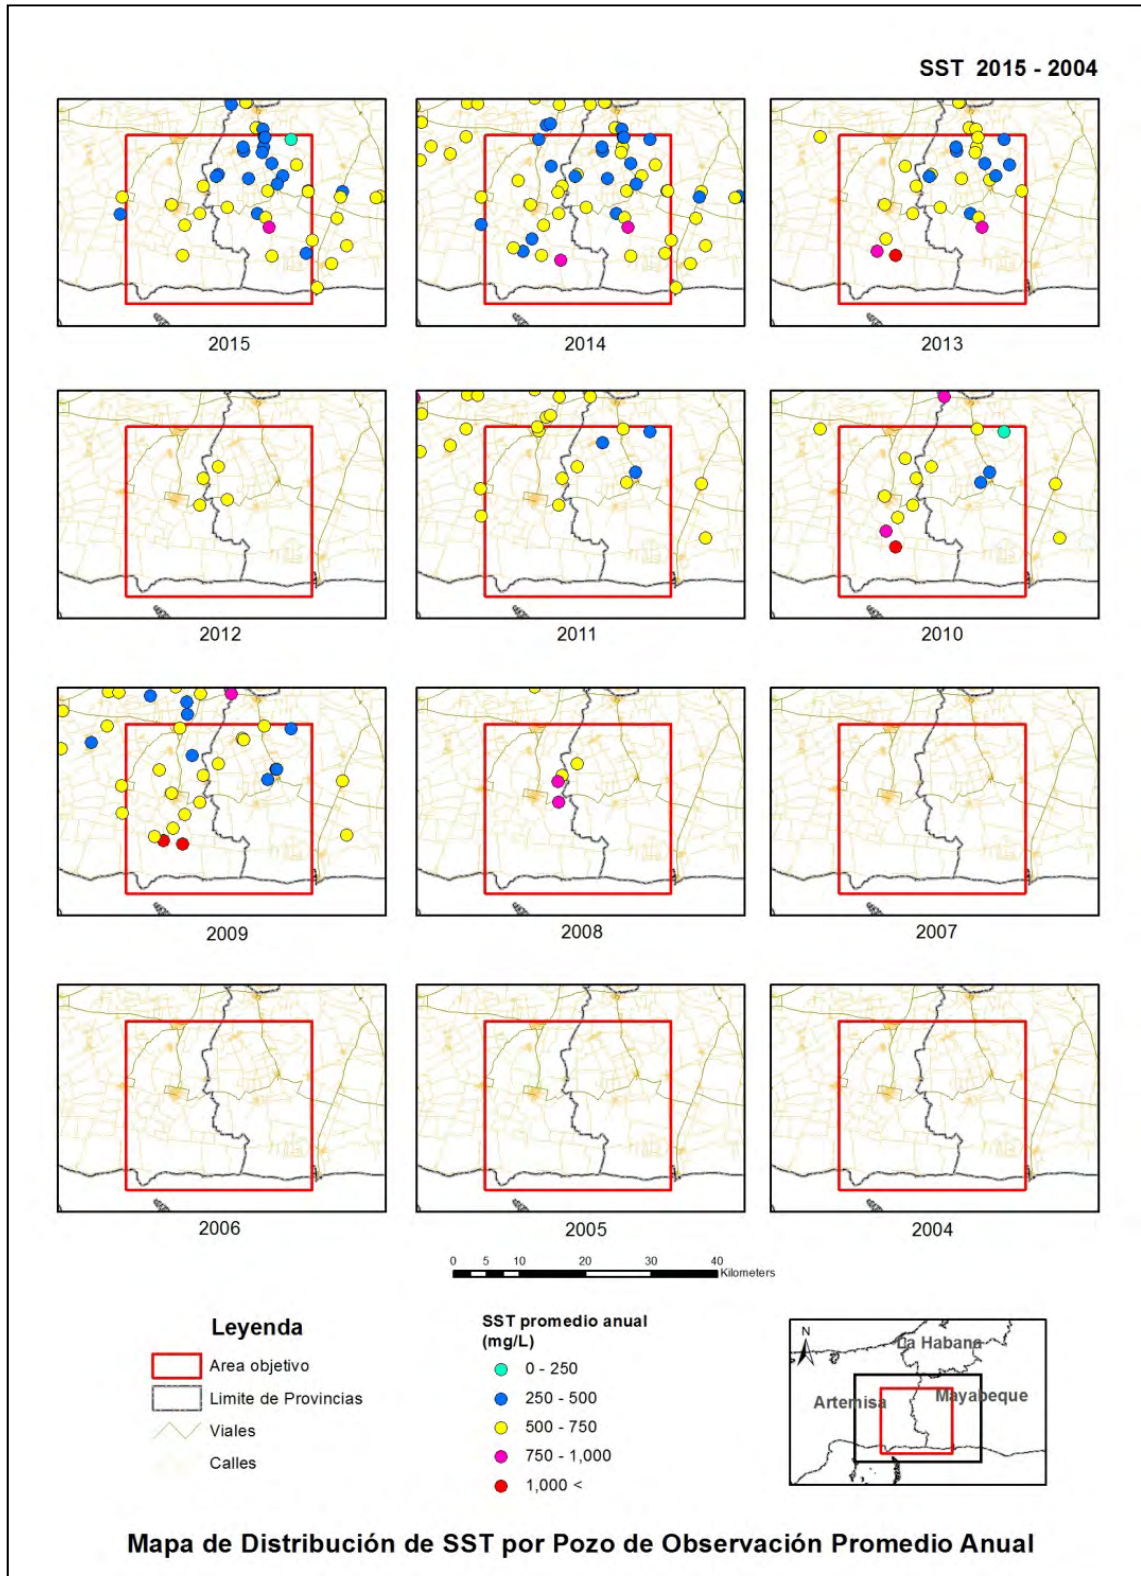 SST 2015 - 2004
2015
2014
2013
2012
2011
2010
2009
2008
2007
2006
2005
2004
0 5 10 20 30 40
Kilometers
Leyenda
Area objetivo
Limite de Provincias
Viales
Calles
SST promedio anual
(mg/L)
0 - 250
250 - 500
500 - 750
750 - 1,000
1,000 <
N
La Habana
Artemisa
Mayabeque
Mapa de Distribución de SST por Pozo de Observación Promedio Anual